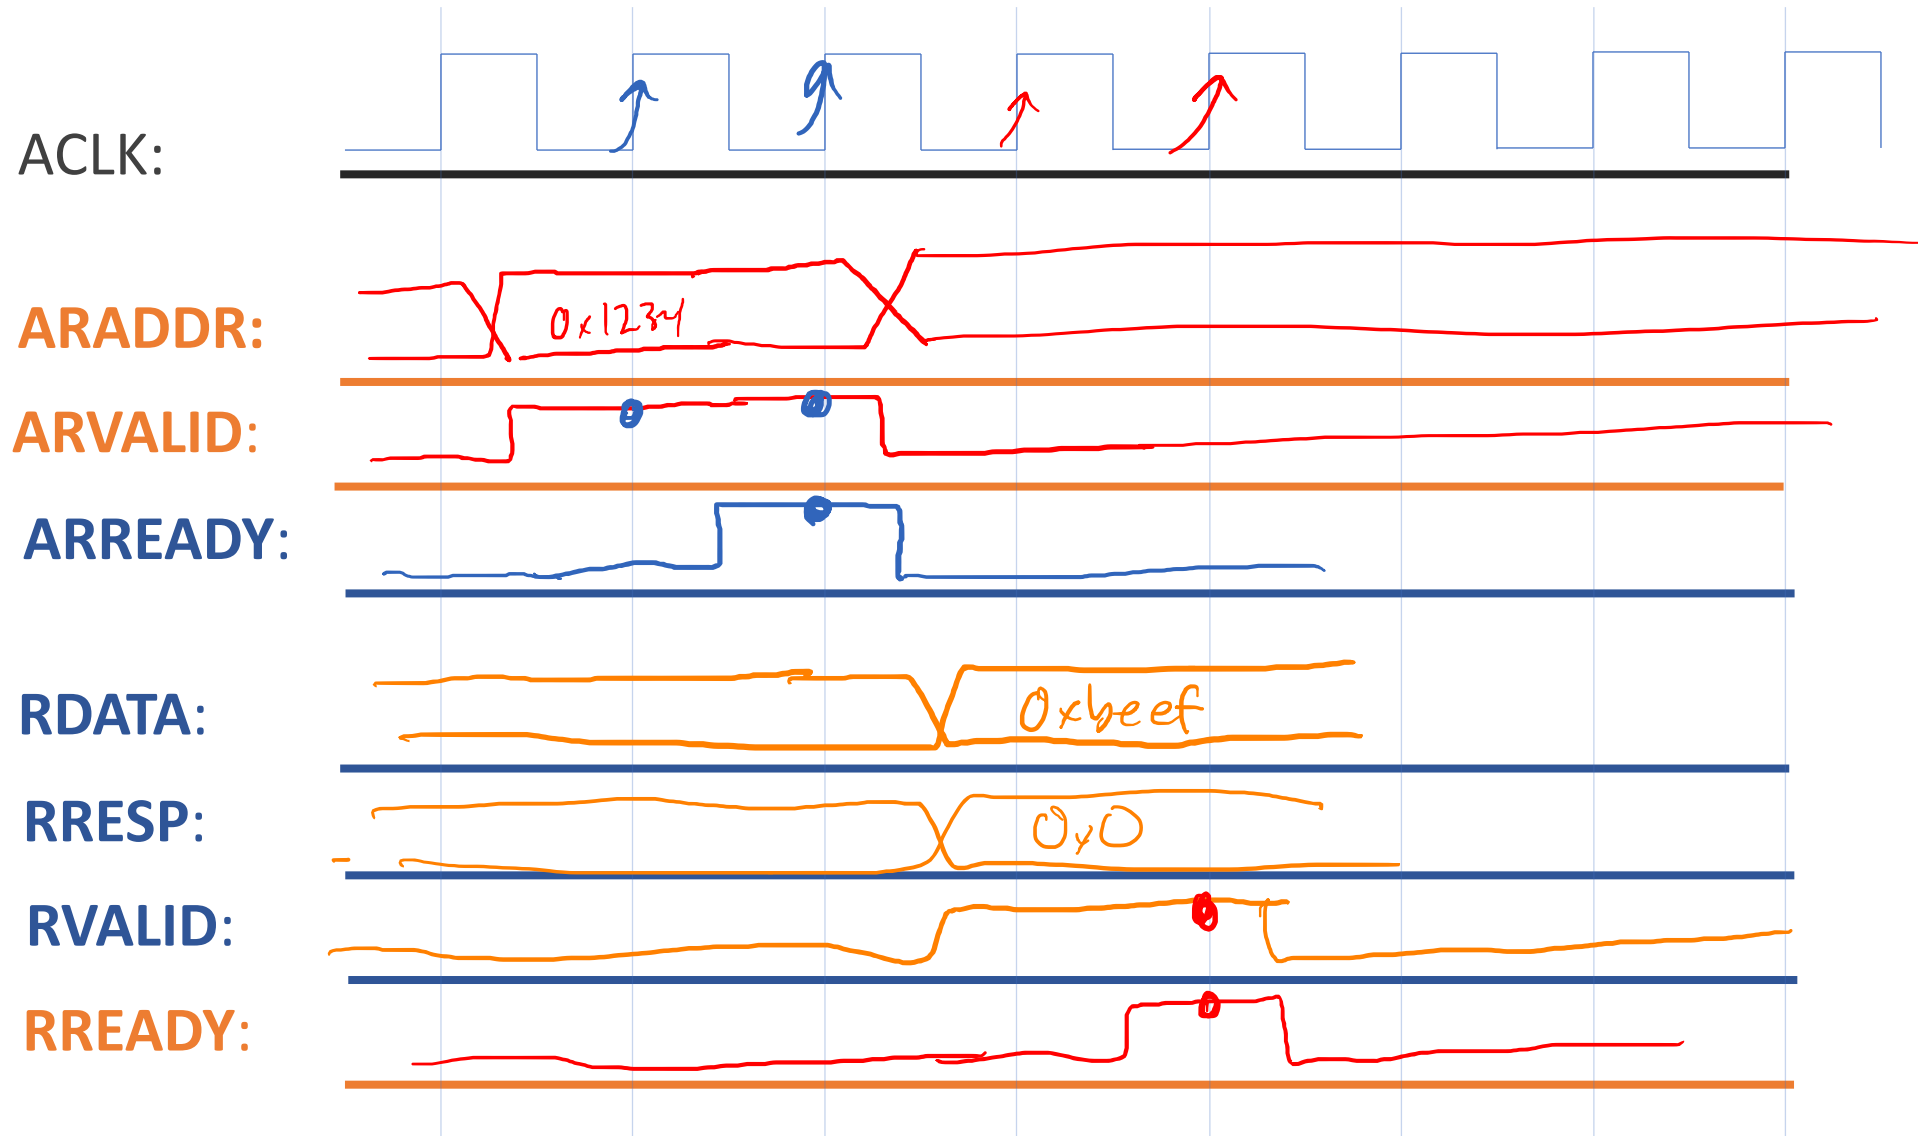 ACLK:
ARADDR: 0x1234
ARVALID:
ARREADY:
RDATA: 0xbeef
RRESP: 0x0
RVALID:
RREADY: